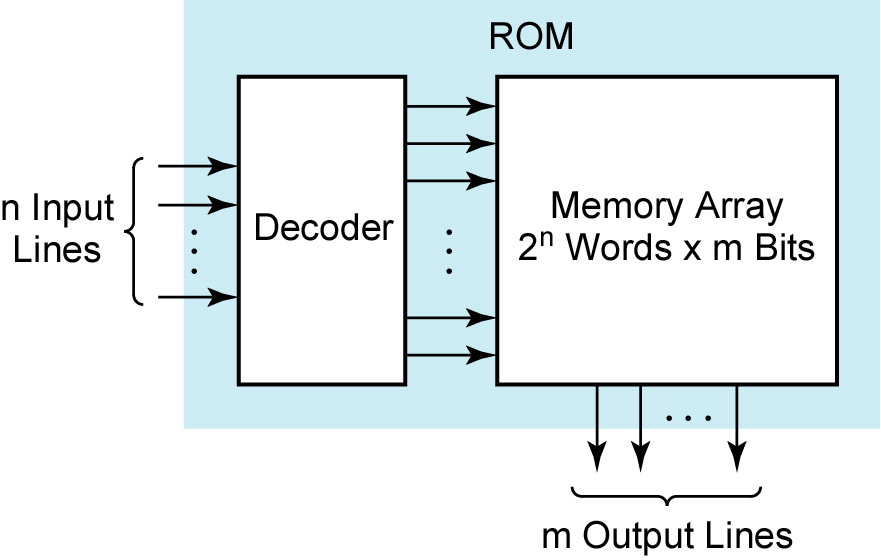 ROM
n Input
Lines
Decoder
Memory Array
2ⁿ Words x m Bits
m Output Lines